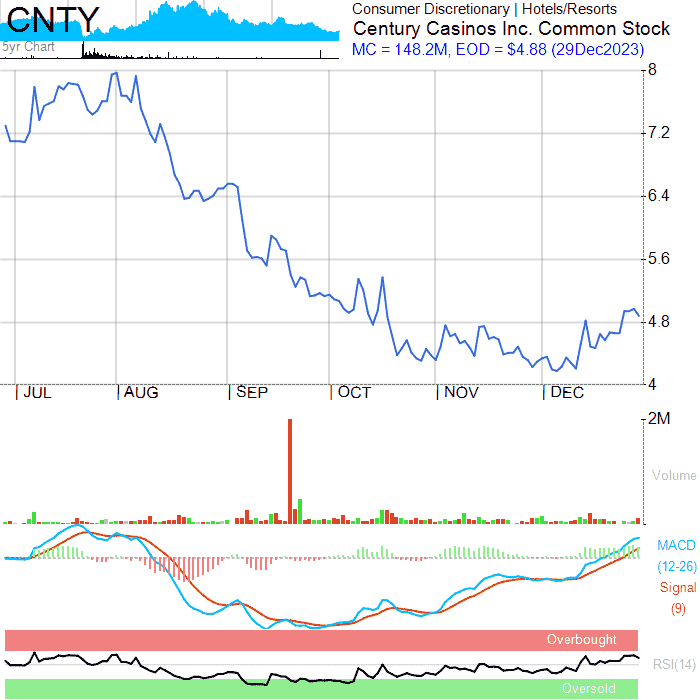 CNTY
5yr Chart
Consumer Discretionary | Hotels/Resorts
Century Casinos Inc. Common Stock
MC = 148.2M, EOD = $4.88 (29Dec2023)
8
7.2
6.4
5.6
4.8
4
JUL AUG SEP OCT NOV DEC
2M
Volume
MACD
(12-26)
Signal
(9)
Overbought
RSI(14)
Oversold